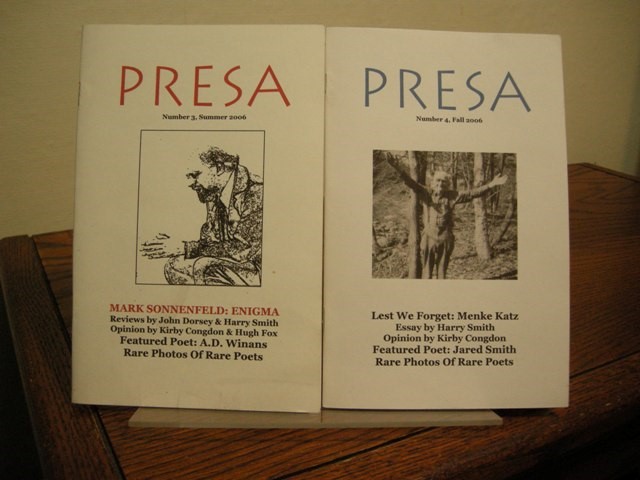 PRESA
Number 3, Summer 2006
MARK SONNENFELD: ENIGMA
Reviews by John Dorsey & Harry Smith
Opinion by Kirby Congdon & Hugh Fox
Featured Poet: A.D. Winans
Rare Photos Of Rare Poets
PRESA
Number 4, Fall 2006
Lest We Forget: Menke Katz
Essay by Harry Smith
Opinion by Kirby Congdon
Featured Poet: Jared Smith
Rare Photos Of Rare Poets